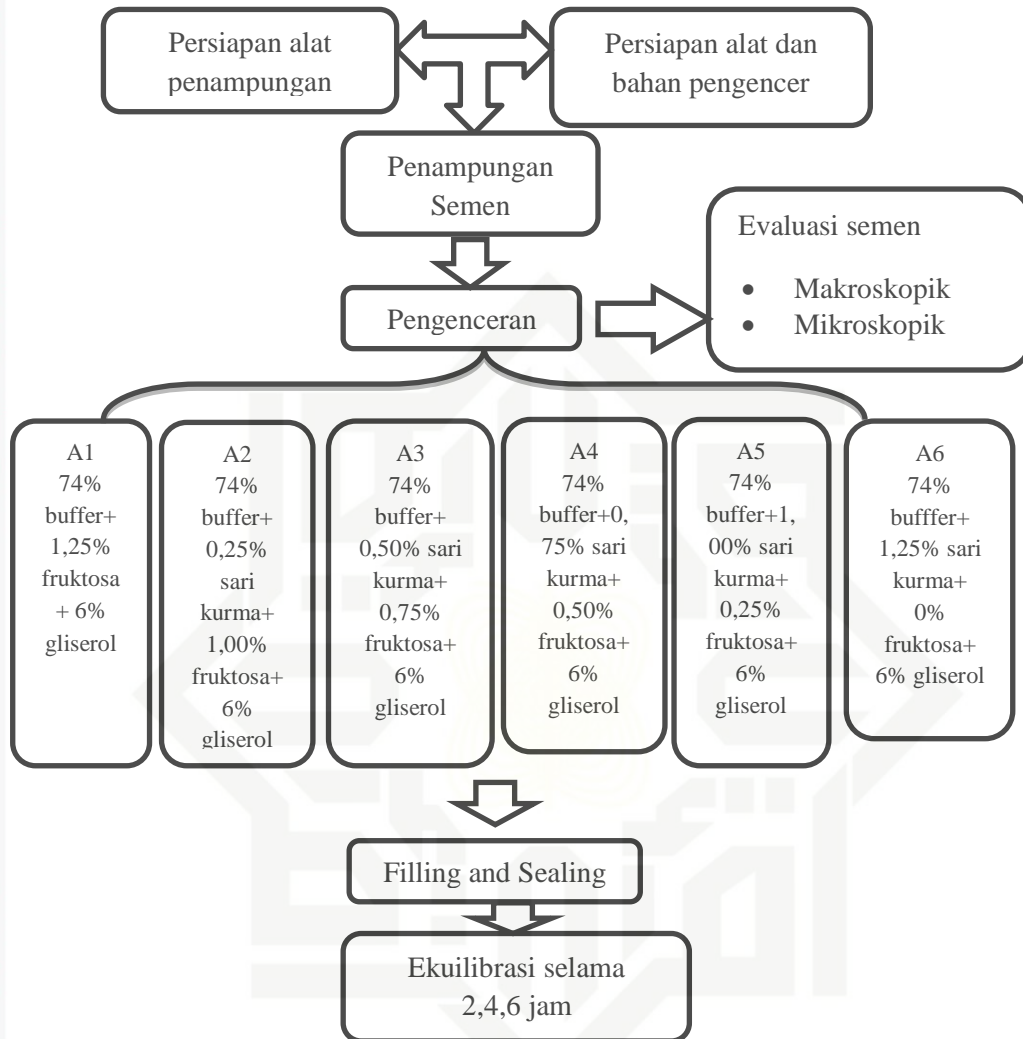 Persiapan alat
penampungan
Persiapan alat dan
bahan pengencer
Penampungan
Semen
Evaluasi semen
• Makroskopik
• Mikroskopik
Pengenceran
A1
74%
buffer+
1,25%
fruktosa
+ 6%
gliserol
A2
74%
buffer+
0,25%
sari
kurma+
1,00%
fruktosa+
6%
gliserol
A3
74%
buffer+
0,50% sari
kurma+
0,75%
fruktosa+
6%
gliserol
A4
74%
buffer+0,
75% sari
kurma+
0,50%
fruktosa+
6%
gliserol
A5
74%
buffer+1,
00% sari
kurma+
0,25%
fruktosa+
6%
gliserol
A6
74%
bufffer+
1,25% sari
kurma+
0%
fruktosa+
6% gliserol
Filling and Sealing
Ekuilibrasi selama
2,4,6 jam